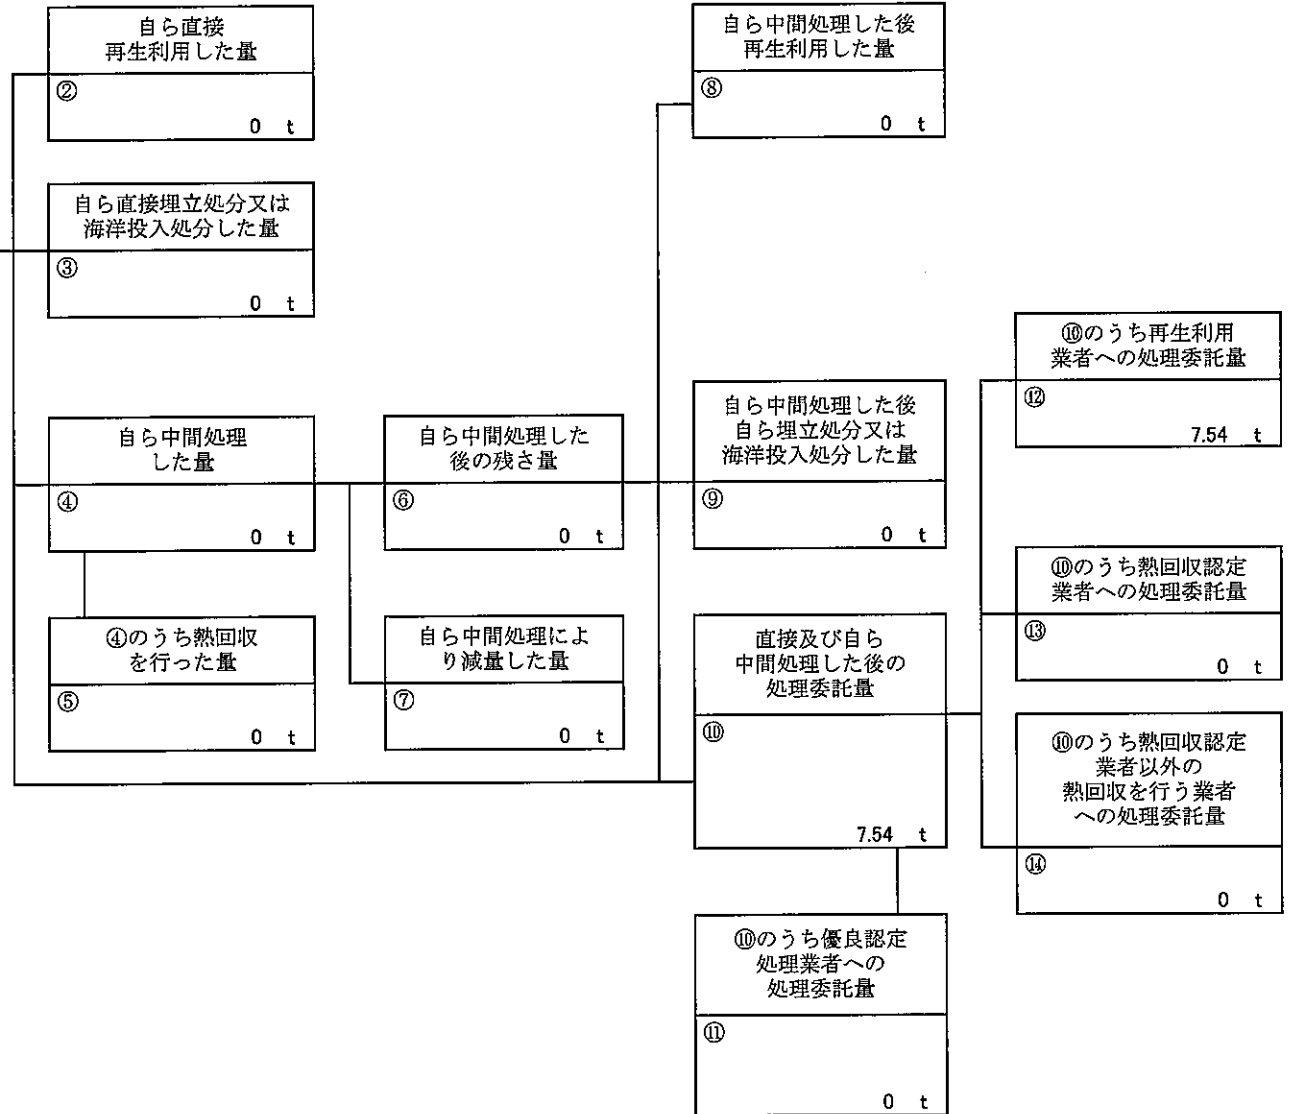 自ら直接
再生利用した量
②
0 t
自ら直接埋立処分又は
海洋投入処分した量
③
0 t
自ら中間処理
した量
④
0 t
④のうち熱回収
を行った量
⑤
0 t
自ら中間処理した
後の残さ量
⑥
0 t
自ら中間処理によ
り減量した量
⑦
0 t
自ら中間処理した後
再生利用した量
⑧
0 t
自ら中間処理した後
自ら埋立処分又は
海洋投入処分した量
⑨
0 t
直接及び自ら
中間処理した後の
処理委託量
⑩
7.54 t
⑩のうち優良認定
処理業者への
処理委託量
⑪
0 t
⑩のうち再生利用
業者への処理委託量
⑫
7.54 t
⑩のうち熱回収認定
業者への処理委託量
⑬
0 t
⑩のうち熱回収認定
業者以外の
熱回収を行う業者
への処理委託量
⑭
0 t